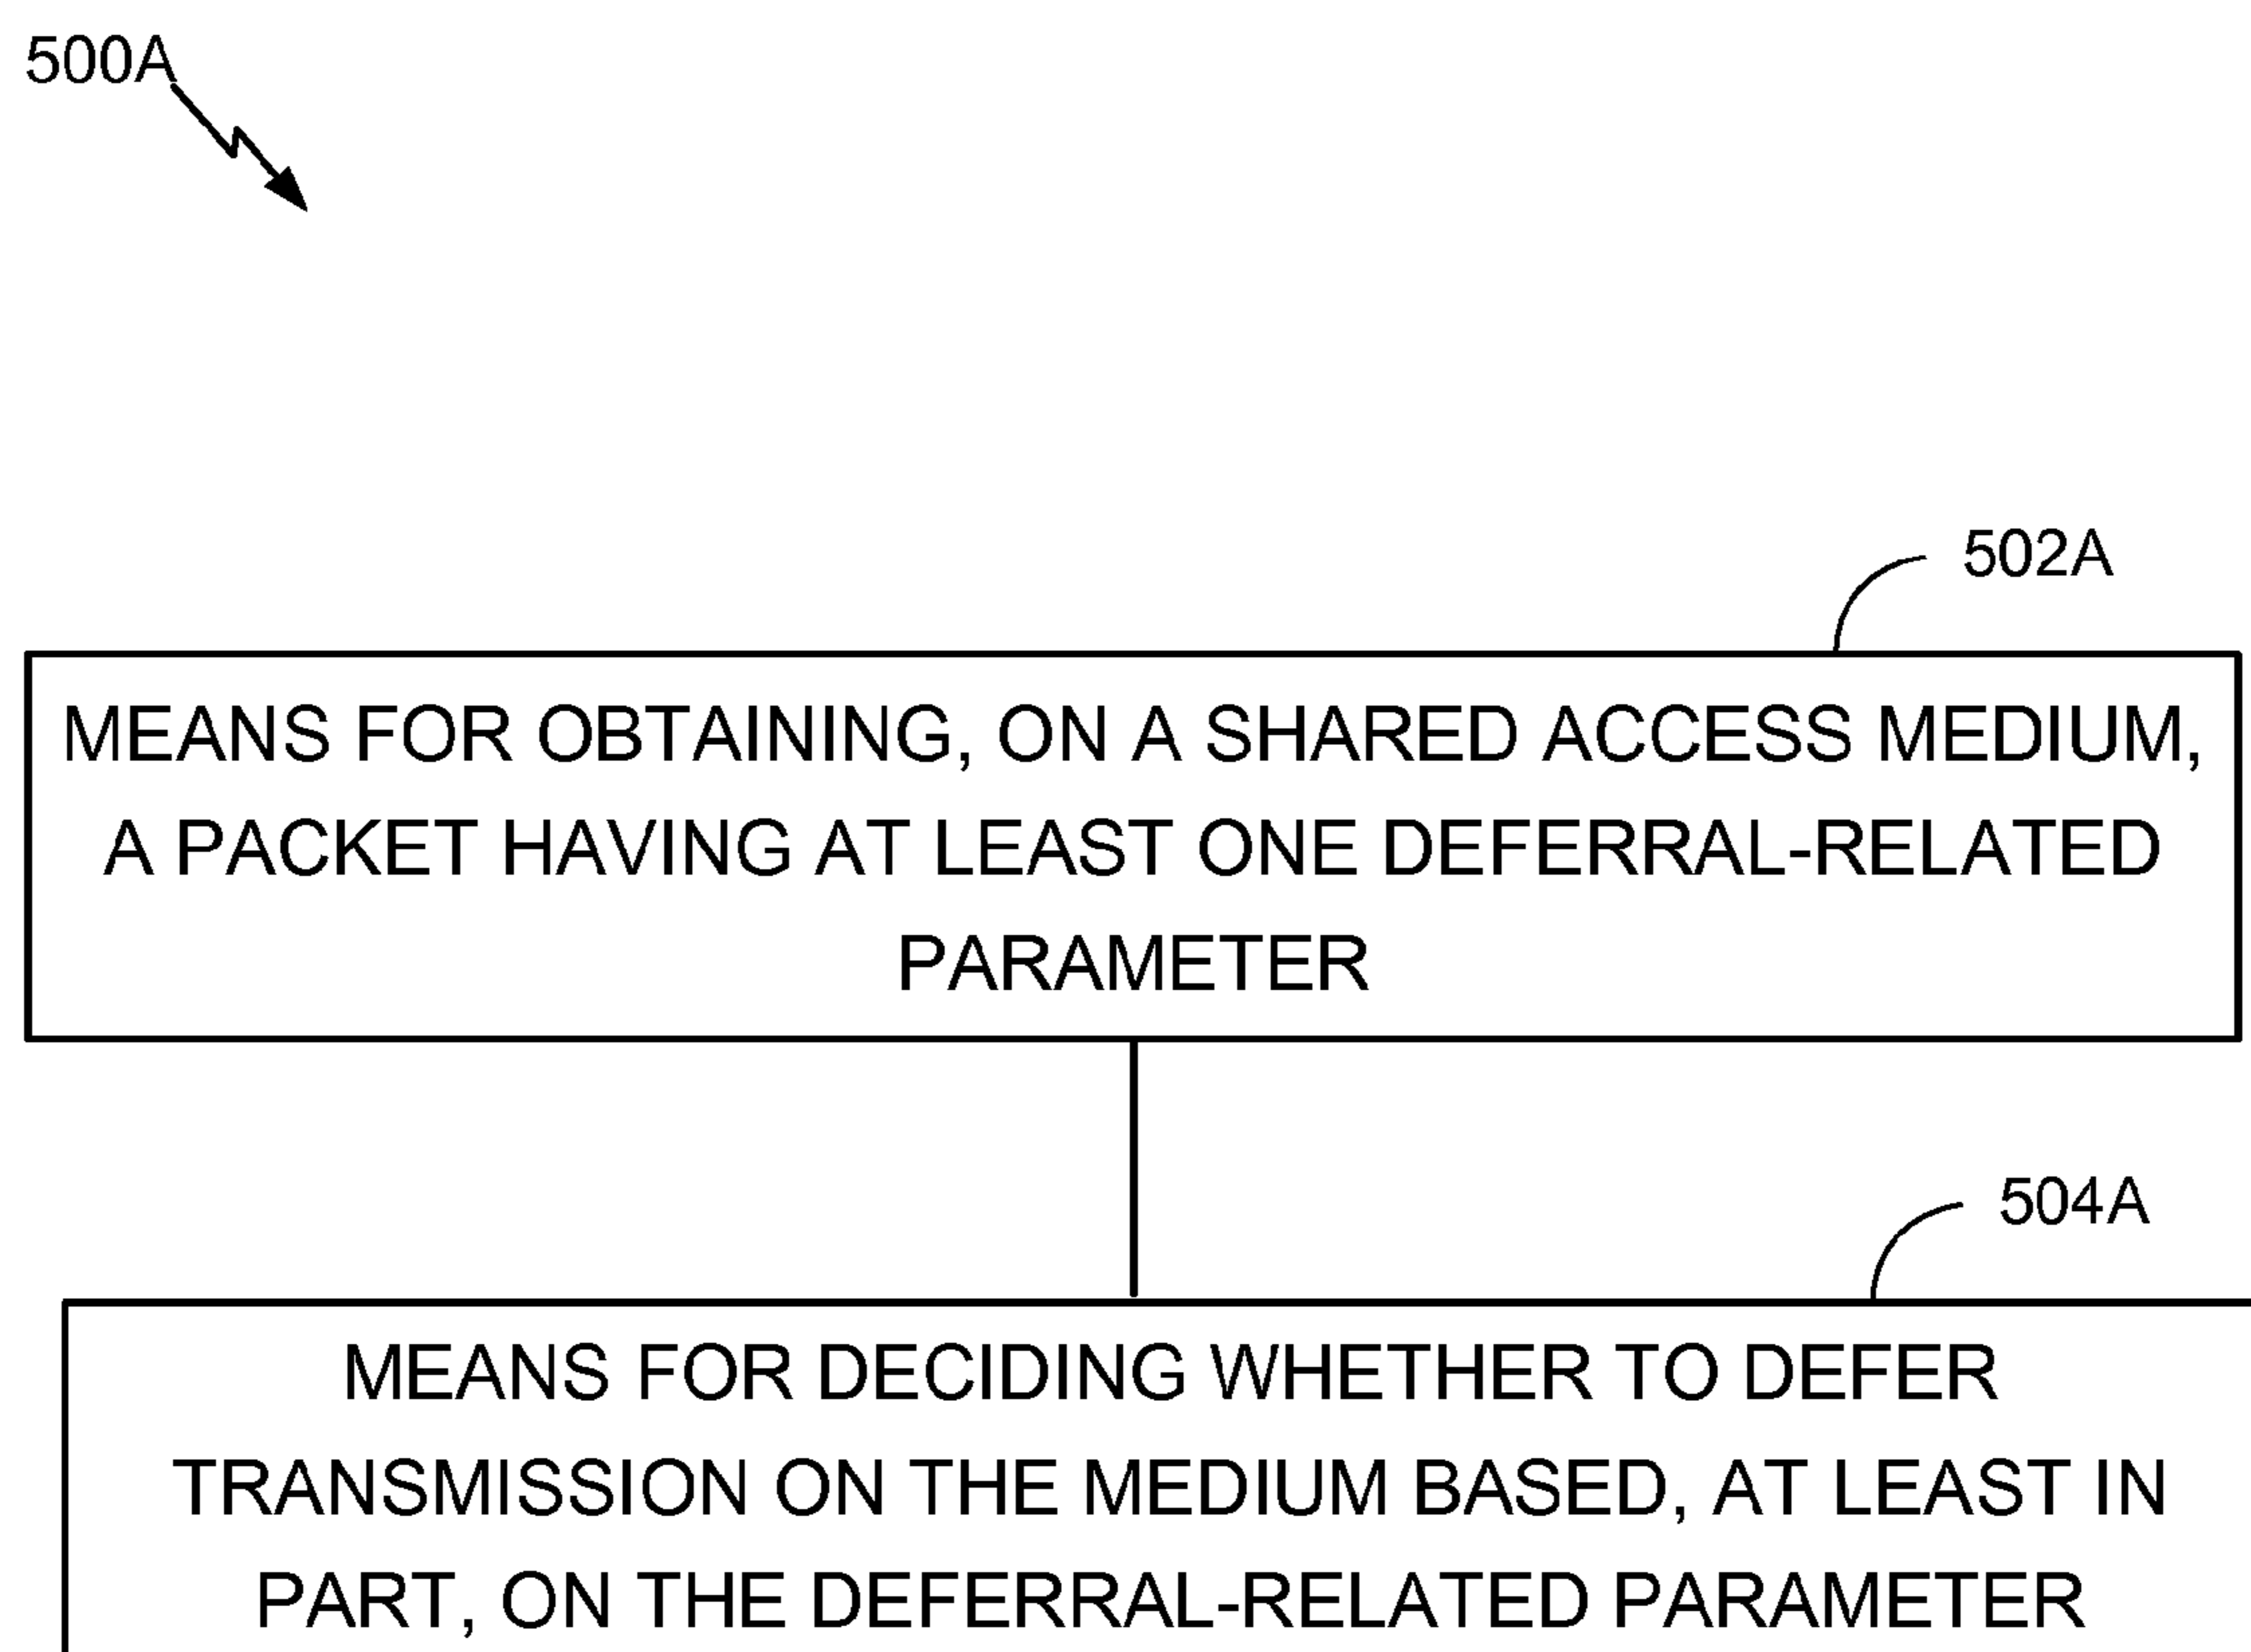 500A
502A
MEANS FOR OBTAINING, ON A SHARED ACCESS MEDIUM,
A PACKET HAVING AT LEAST ONE DEFERRAL-RELATED
PARAMETER
504A
MEANS FOR DECIDING WHETHER TO DEFER
TRANSMISSION ON THE MEDIUM BASED, AT LEAST IN
PART, ON THE DEFERRAL-RELATED PARAMETER